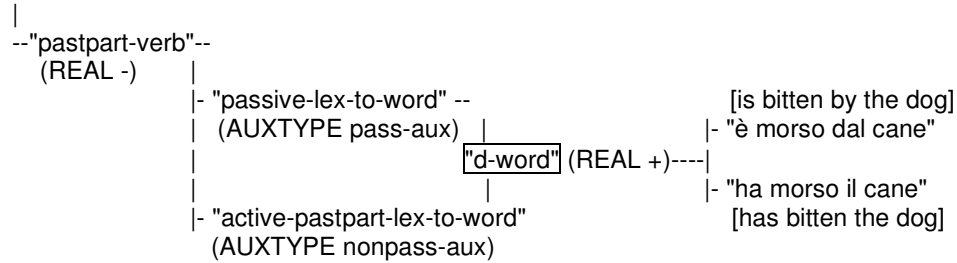 |
--"pastpart-verb"--
(REAL -) |
|- "passive-lex-to-word" -- [is bitten by the dog]
| (AUXTYPE pass-aux) | |- "è morso dal cane"
| "d-word" (REAL +)----|
| | |- "ha morso il cane"
|- "active-pastpart-lex-to-word" [has bitten the dog]
(AUXTYPE nonpass-aux)